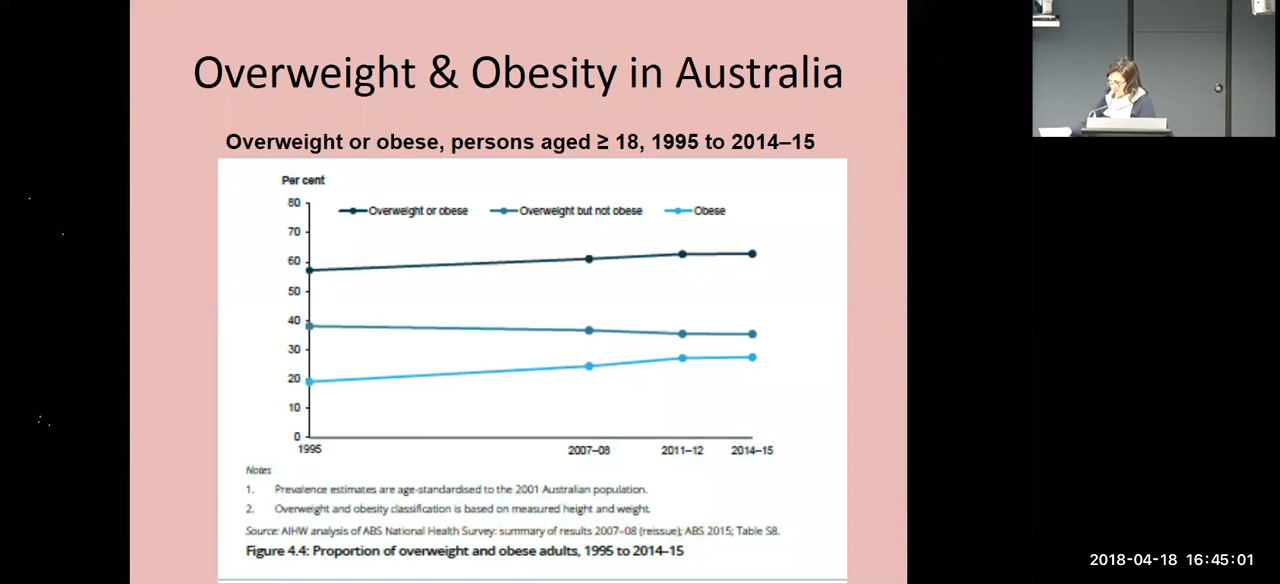 Overweight & Obesity in Australia
Overweight or obese, persons aged ≥ 18, 1995 to 2014–15
Per cent
80
Overweight or obese
Overweight but not obese
Obese
70
60
50
40
30
20
10
0
1995
2007–08
2011–12
2014–15
Notes
1. Prevalence estimates are age-standardised to the 2001 Australian population.
2. Overweight and obesity classification is based on measured height and weight.
Source: AIHW analysis of ABS National Health Survey: summary of results 2007–08 (reissue); ABS 2015; Table S8.
Figure 4.4: Proportion of overweight and obese adults, 1995 to 2014–15
2018-04-18 16:45:01